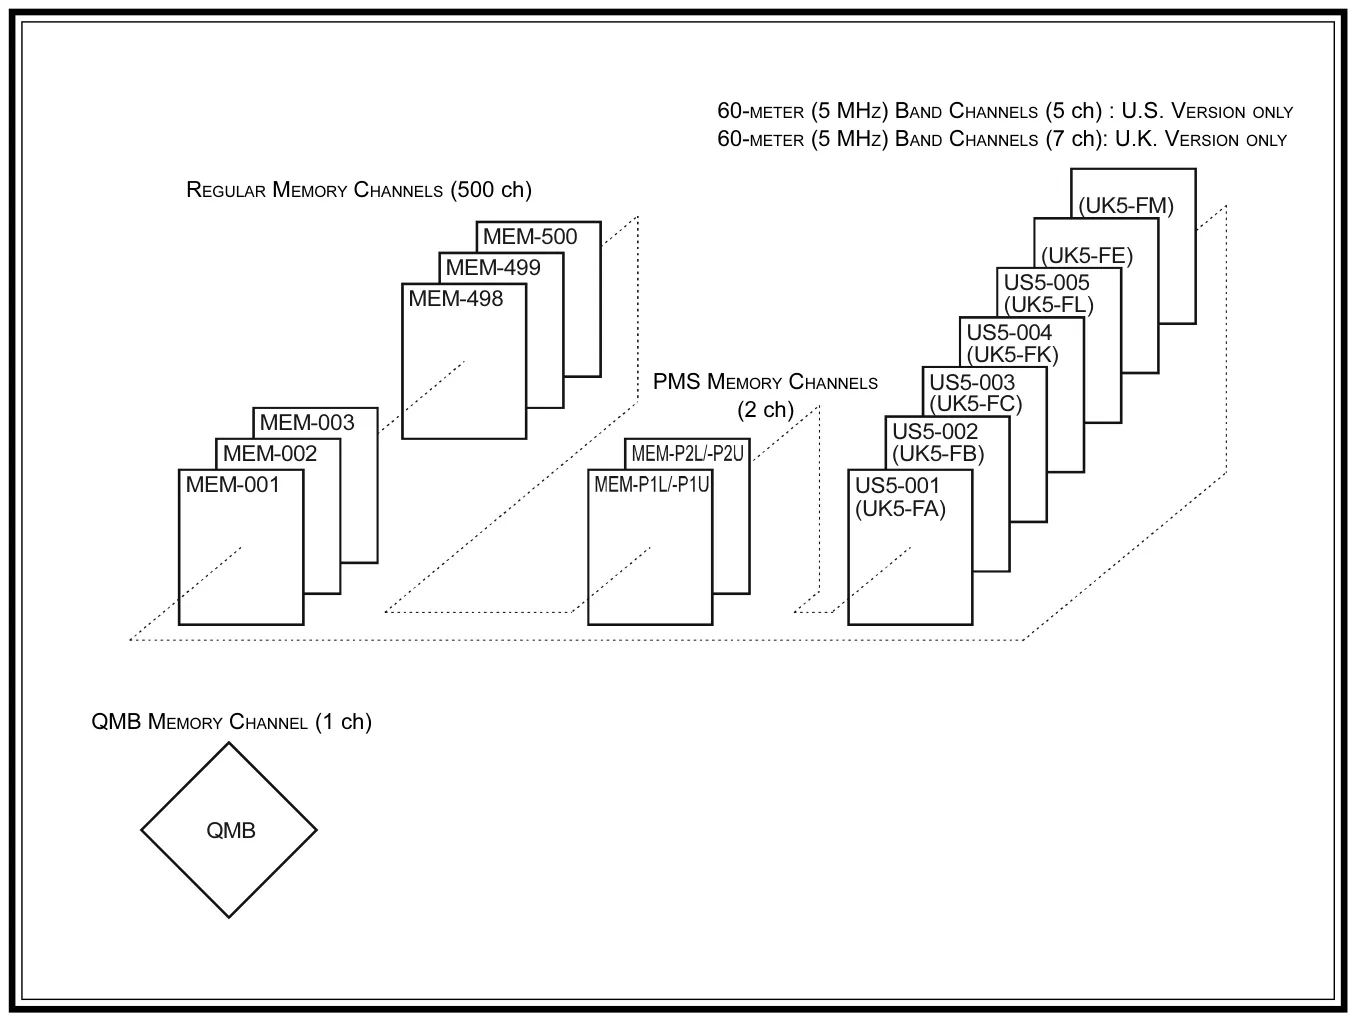 60-METER (5 MHZ) BAND CHANNELS (5 ch) : U.S. VERSION ONLY
60-METER (5 MHZ) BAND CHANNELS (7 ch): U.K. VERSION ONLY
REGULAR MEMORY CHANNELS (500 ch)
MEM-500
MEM-499
MEM-498
MEM-003
MEM-002
MEM-001
PMS MEMORY CHANNELS
(2 ch)
MEM-P2L/-P2U
MEM-P1L/-P1U
(UK5-FM)
(UK5-FE)
US5-005
(UK5-FL)
US5-004
(UK5-FK)
US5-003
(UK5-FC)
US5-002
(UK5-FB)
US5-001
(UK5-FA)
QMB MEMORY CHANNEL (1 ch)
QMB